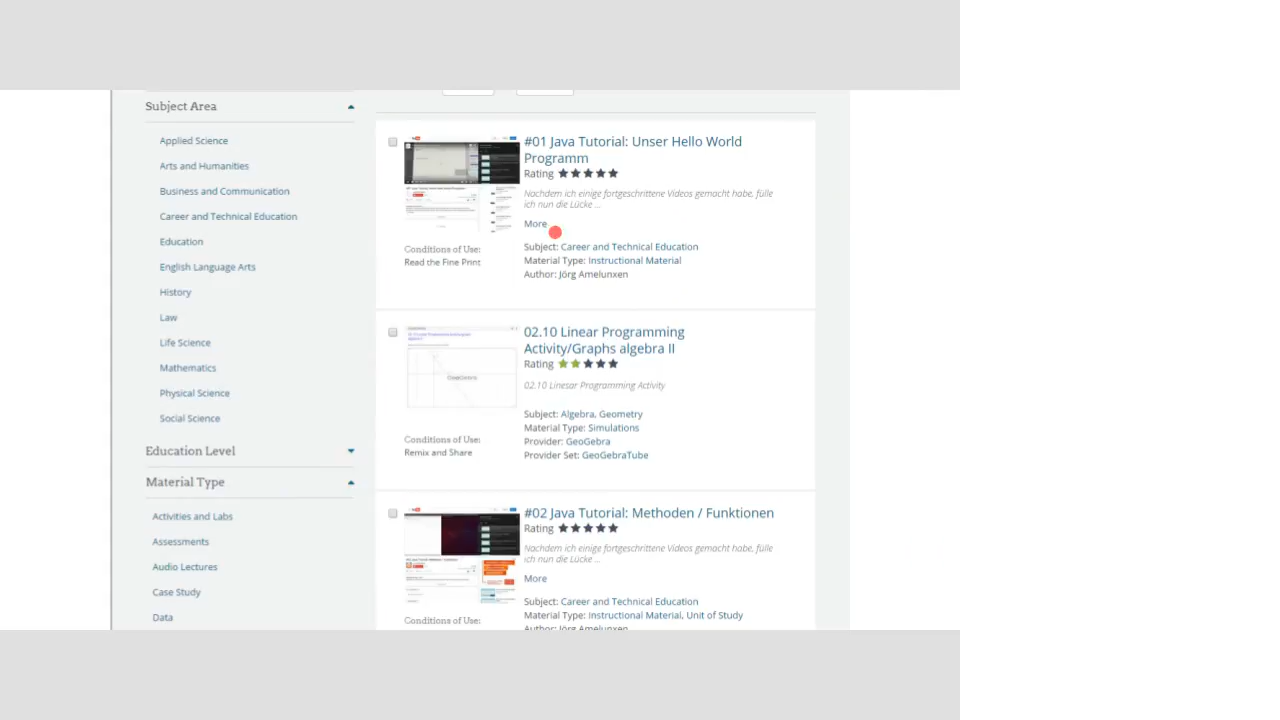 Subject Area
Applied Science
Arts and Humanities
Business and Communication
Career and Technical Education
Education
English Language Arts
History
Law
Life Science
Mathematics
Physical Science
Social Science
Education Level
Material Type
Activities and Labs
Assessments
Audio Lectures
Case Study
Data
#01 Java Tutorial: Unser Hello World
Programm
Rating
Nachdem ich einige fortgeschrittene Videos gemacht habe, fülle
ich nun die Lücke ...
More
Conditions of Use:
Read the Fine Print
Subject: Career and Technical Education
Material Type: Instructional Material
Author: Jörg Amelunxen
02.10 Linear Programming
Activity/Graphs algebra II
Rating
02.10 Linesar Programming Activity
Conditions of Use:
Remix and Share
Subject: Algebra, Geometry
Material Type: Simulations
Provider: GeoGebra
Provider Set: GeoGebraTube
#02 Java Tutorial: Methoden / Funktionen
Rating
Nachdem ich einige fortgeschrittene Videos gemacht habe, fülle
ich nun die Lücke ...
More
Conditions of Use:
Subject: Career and Technical Education
Material Type: Instructional Material, Unit of Study
Author: Jörg Amelunxen